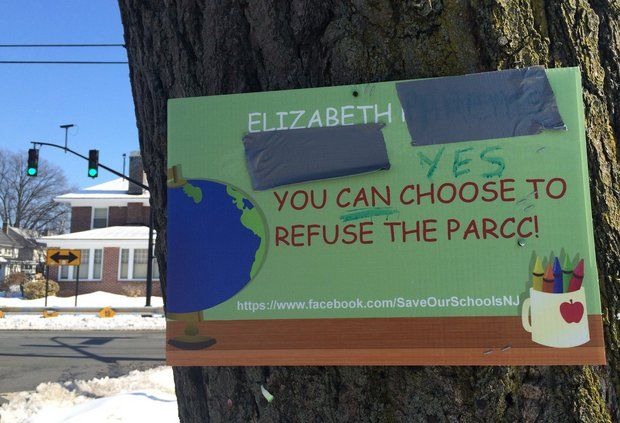 ELIZABETH
YES
YOU CAN CHOOSE TO
REFUSE THE PARCC!
https://www.facebook.com/SaveOurSchoolsNJ